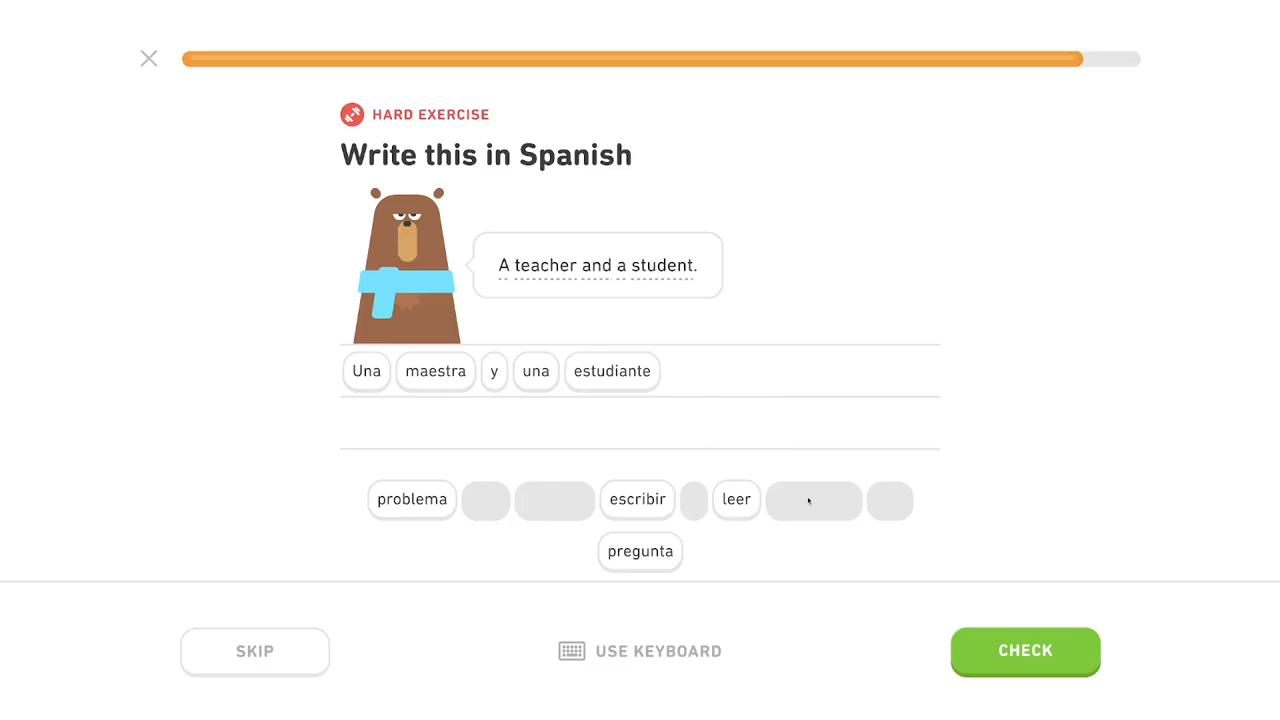 HARD EXERCISE
Write this in Spanish
A teacher and a student.
Una maestra y una estudiante
problema escribir leer
pregunta
SKIP USE KEYBOARD CHECK